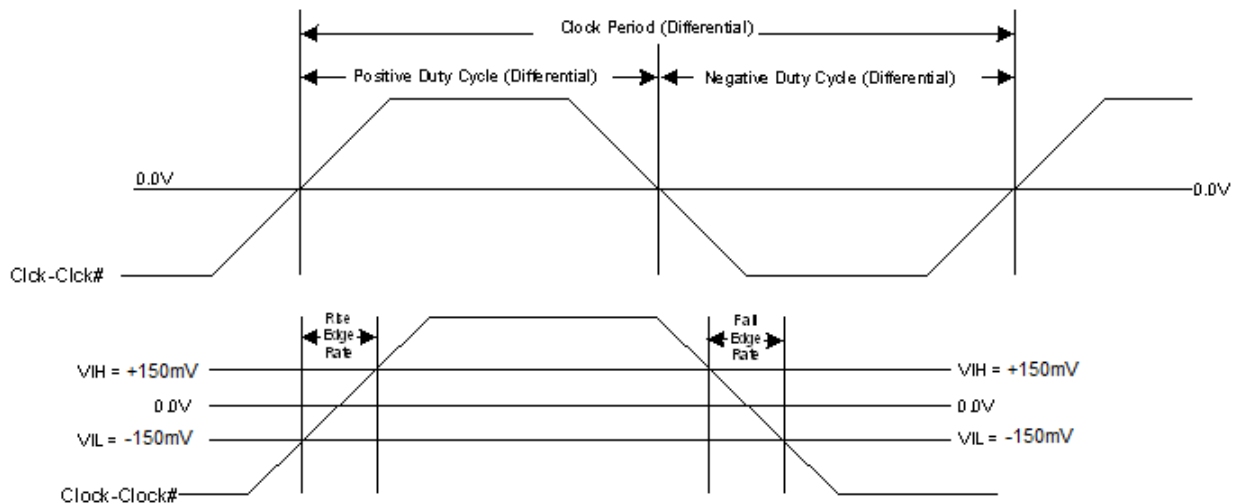 Clock Period (Differential)
Positive Duty Cycle (Differential)
Negative Duty Cycle (Differential)
0.0V
0.0V
Clck-Clck#
Rise
Edge
Rate
Fall
Edge
Rate
VIH = +150mV
VIH = +150mV
0.0V
0.0V
VIL = -150mV
VIL = -150mV
Clock-Clock#